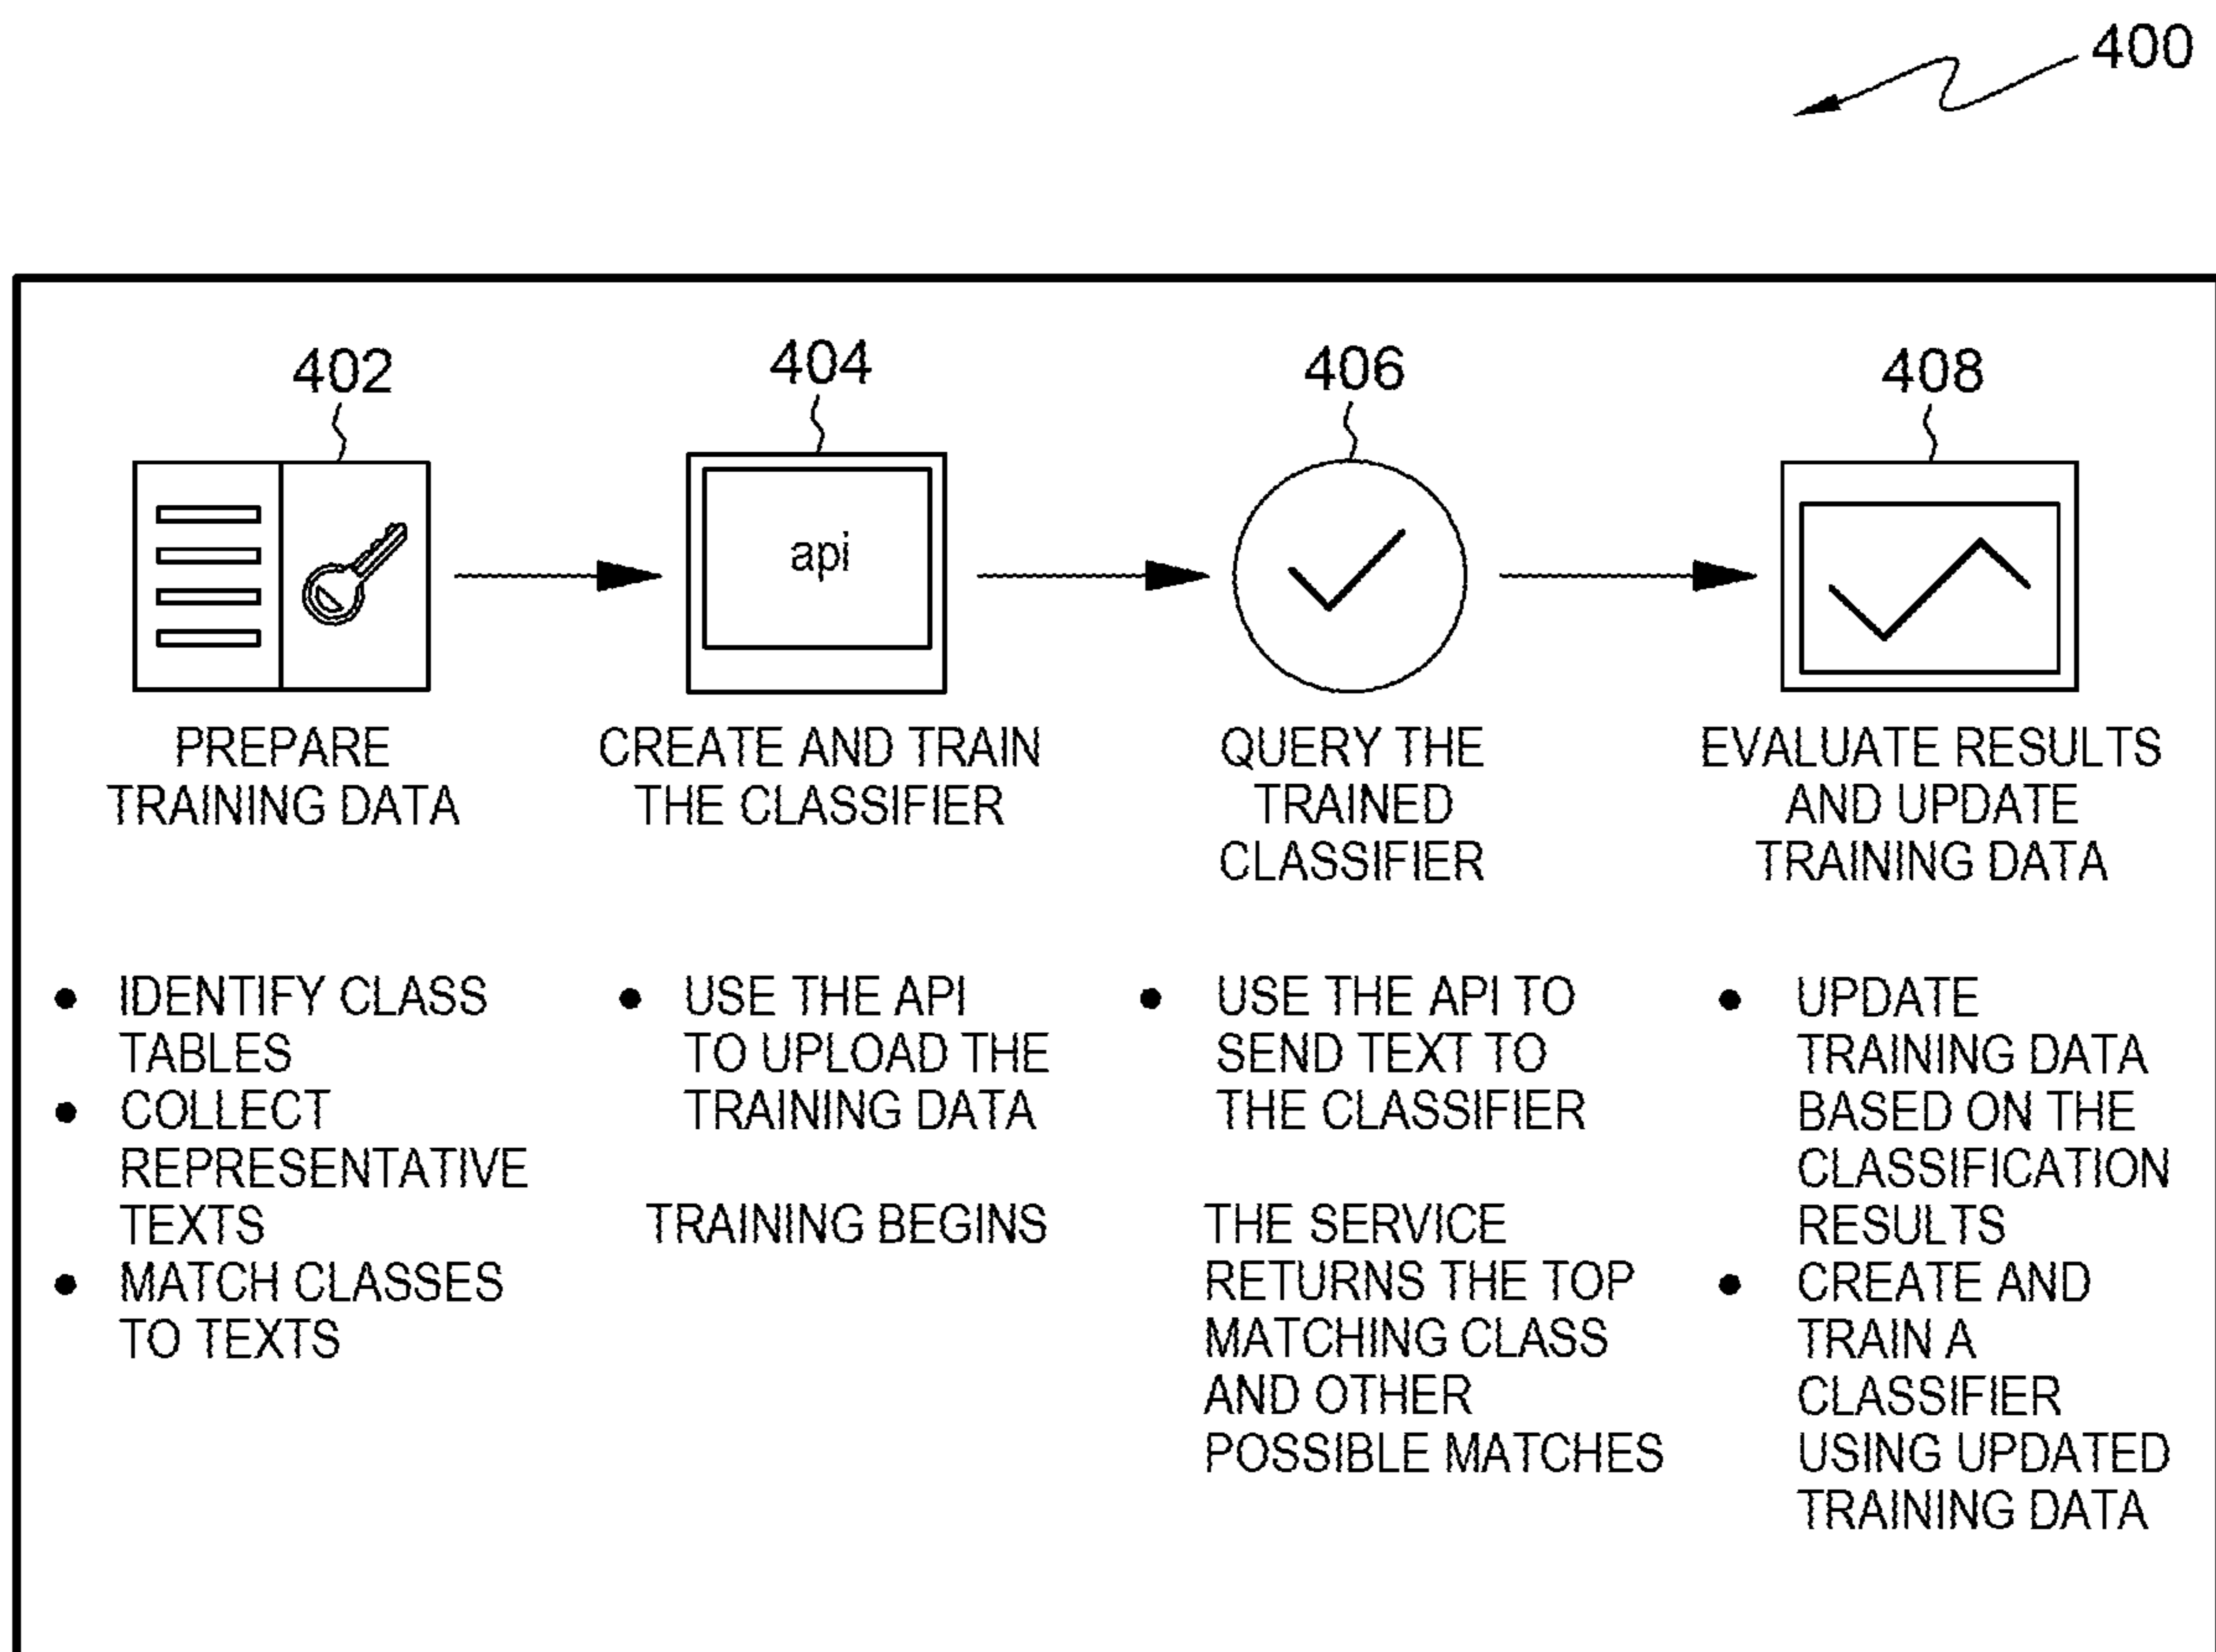 400
402
PREPARE
TRAINING DATA
IDENTIFY CLASS
TABLES
COLLECT
REPRESENTATIVE
TEXTS
MATCH CLASSES
TO TEXTS
404
api
CREATE AND TRAIN
THE CLASSIFIER
USE THE API
TO UPLOAD THE
TRAINING DATA
TRAINING BEGINS
406
QUERY THE
TRAINED
CLASSIFIER
USE THE API TO
SEND TEXT TO
THE CLASSIFIER
THE SERVICE
RETURNS THE TOP
MATCHING CLASS
AND OTHER
POSSIBLE MATCHES
408
EVALUATE RESULTS
AND UPDATE
TRAINING DATA
UPDATE
TRAINING DATA
BASED ON THE
CLASSIFICATION
RESULTS
CREATE AND
TRAIN A
CLASSIFIER
USING UPDATED
TRAINING DATA